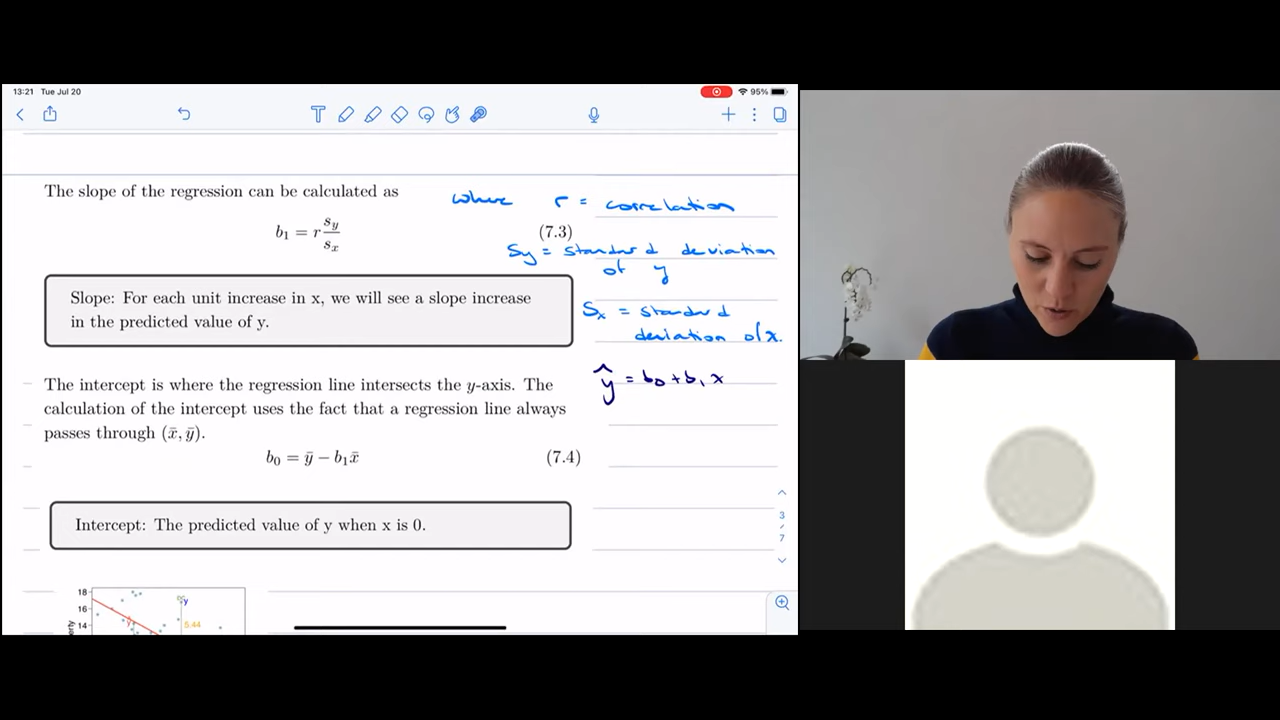 13:21 Tue Jul 20
95%
The slope of the regression can be calculated as
where r = correlation
b₁ = r s_y / s_x (7.3)
Sy = standard deviation
of y
Slope: For each unit increase in x, we will see a slope increase
in the predicted value of y.
Sx = standard
deviation of x.
ŷ = b₀ + b₁ x
The intercept is where the regression line intersects the y-axis. The
calculation of the intercept uses the fact that a regression line always
passes through (x̄, ȳ).
b₀ = ȳ − b₁x̄ (7.4)
Intercept: The predicted value of y when x is 0.
3
/
7
18
16
14
y
5.44